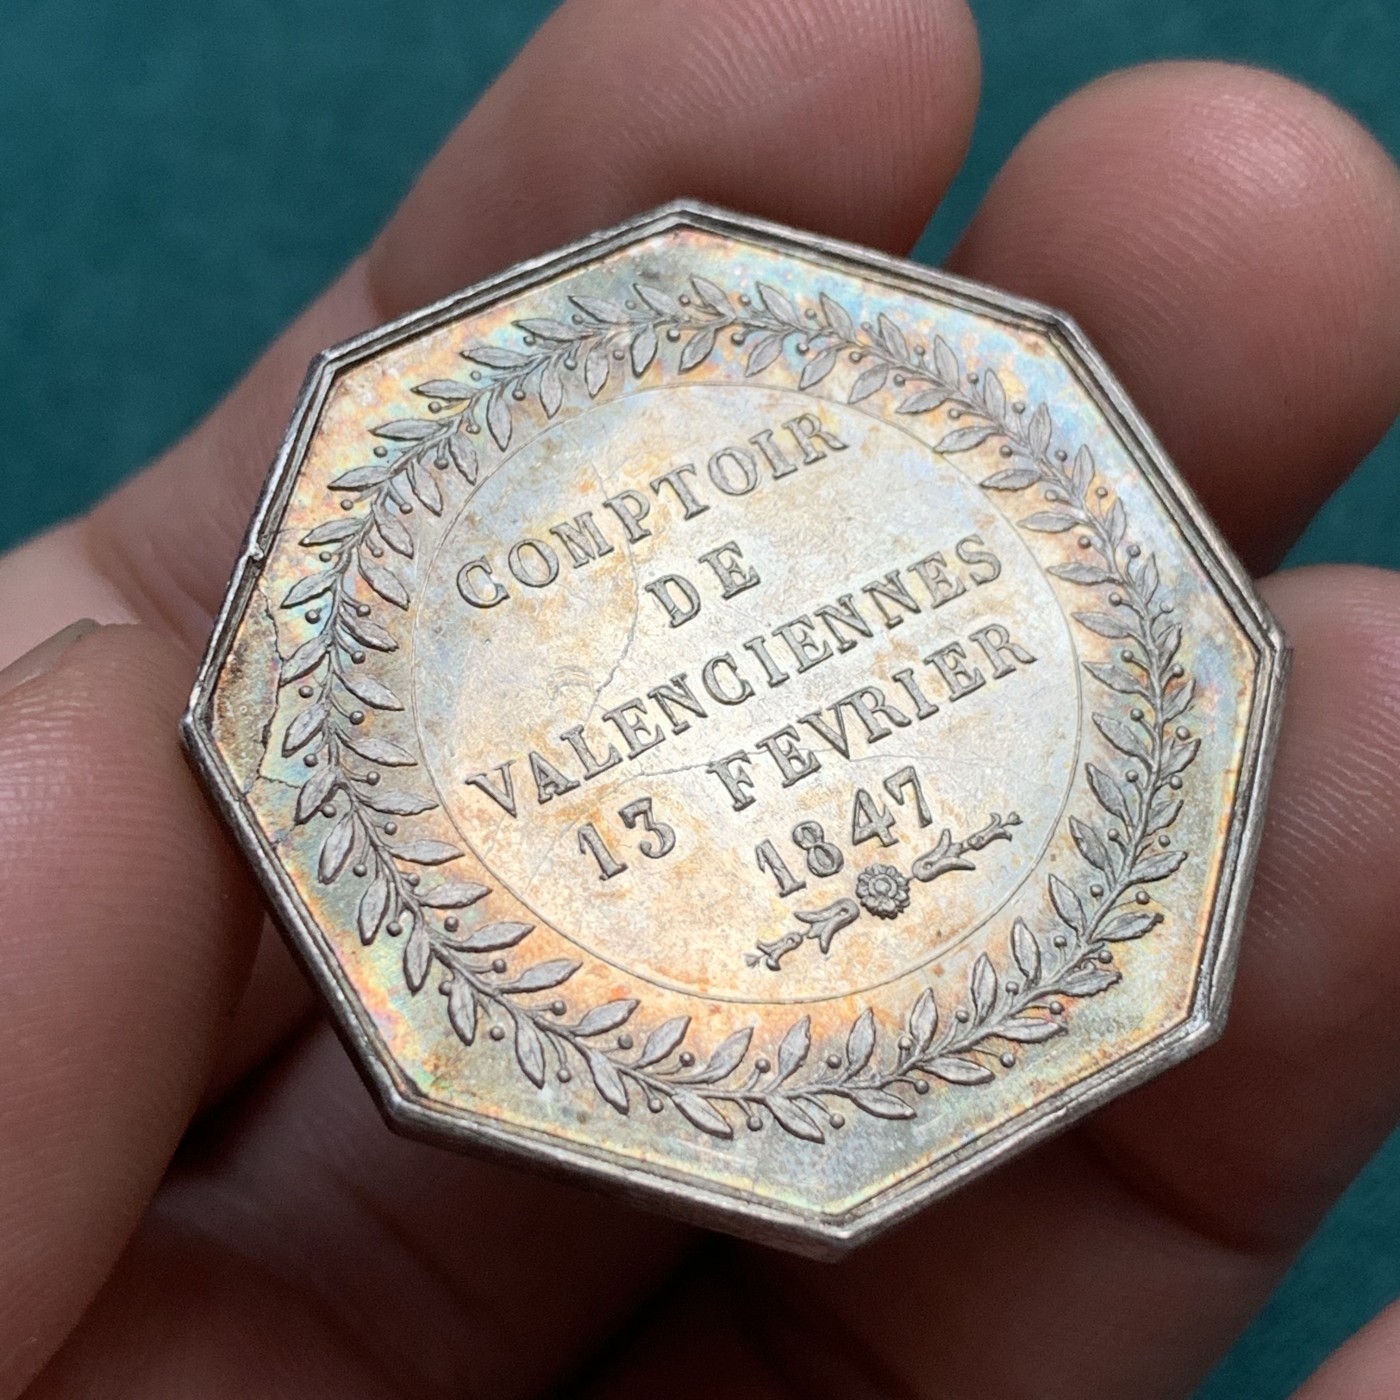 COMPTOIR
DE
VALENCIENNES
13 FEVRIER
1847